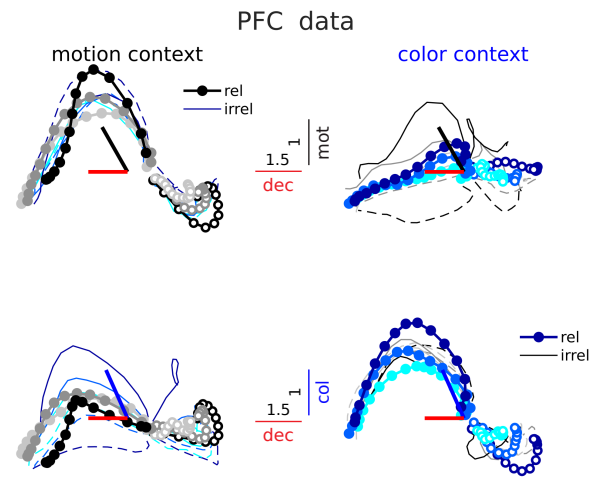 PFC data
motion context
color context
rel
irrel
1
mot
1.5
dec
rel
irrel
1
col
1.5
dec